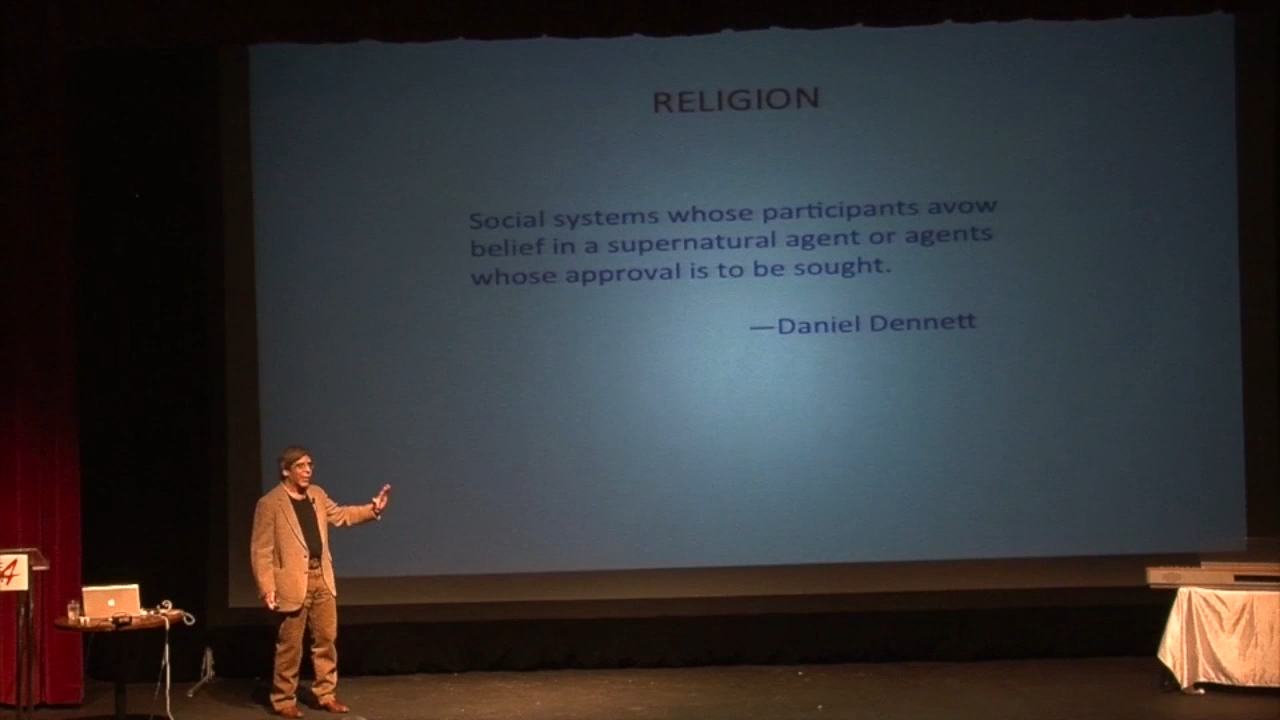 RELIGION
Social systems whose participants avow
belief in a supernatural agent or agents
whose approval is to be sought.
—Daniel Dennett
A